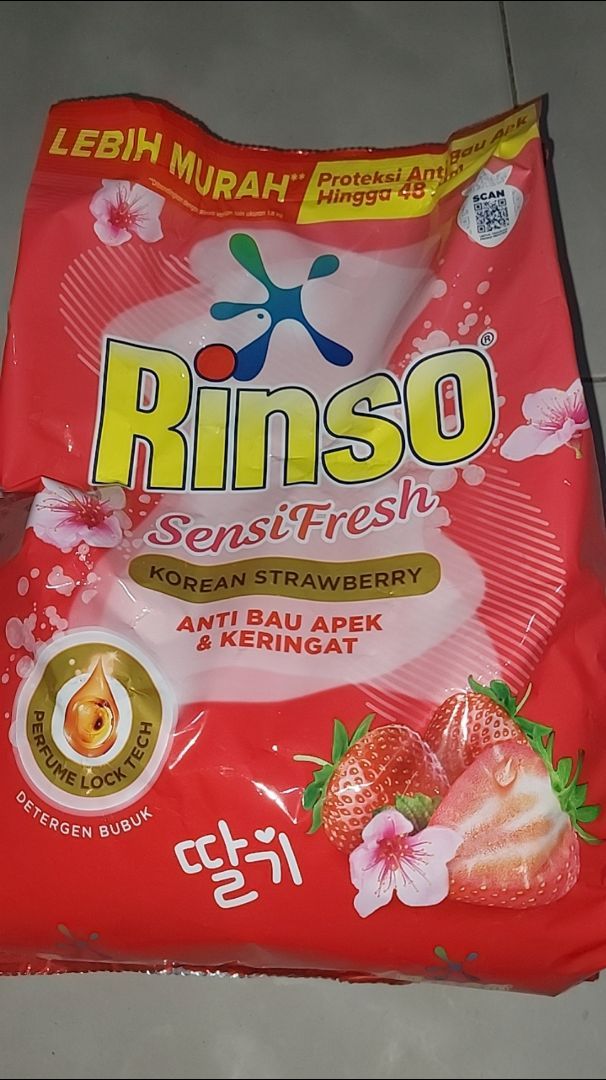 LEBIH MURAH**
Proteksi Anti Bau Apek
Hingga 48
SCAN
Rinso®
SensiFresh
KOREAN STRAWBERRY
ANTI BAU APEK
& KERINGAT
PERFUME LOCK TECH
DETERGEN BUBUK
딸기